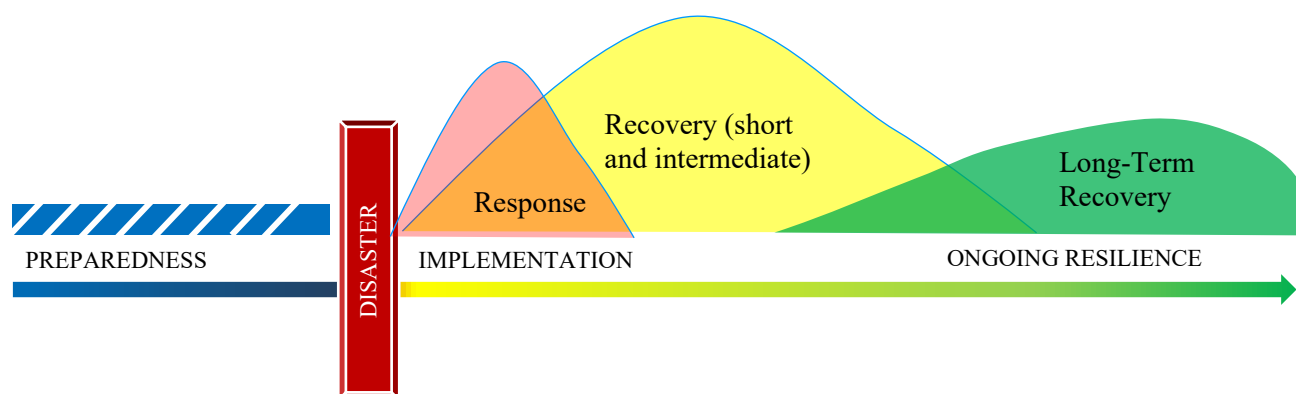 Recovery (short
and intermediate)
Long-Term
Recovery
Response
DISASTER
PREPAREDNESS
IMPLEMENTATION
ONGOING RESILIENCE